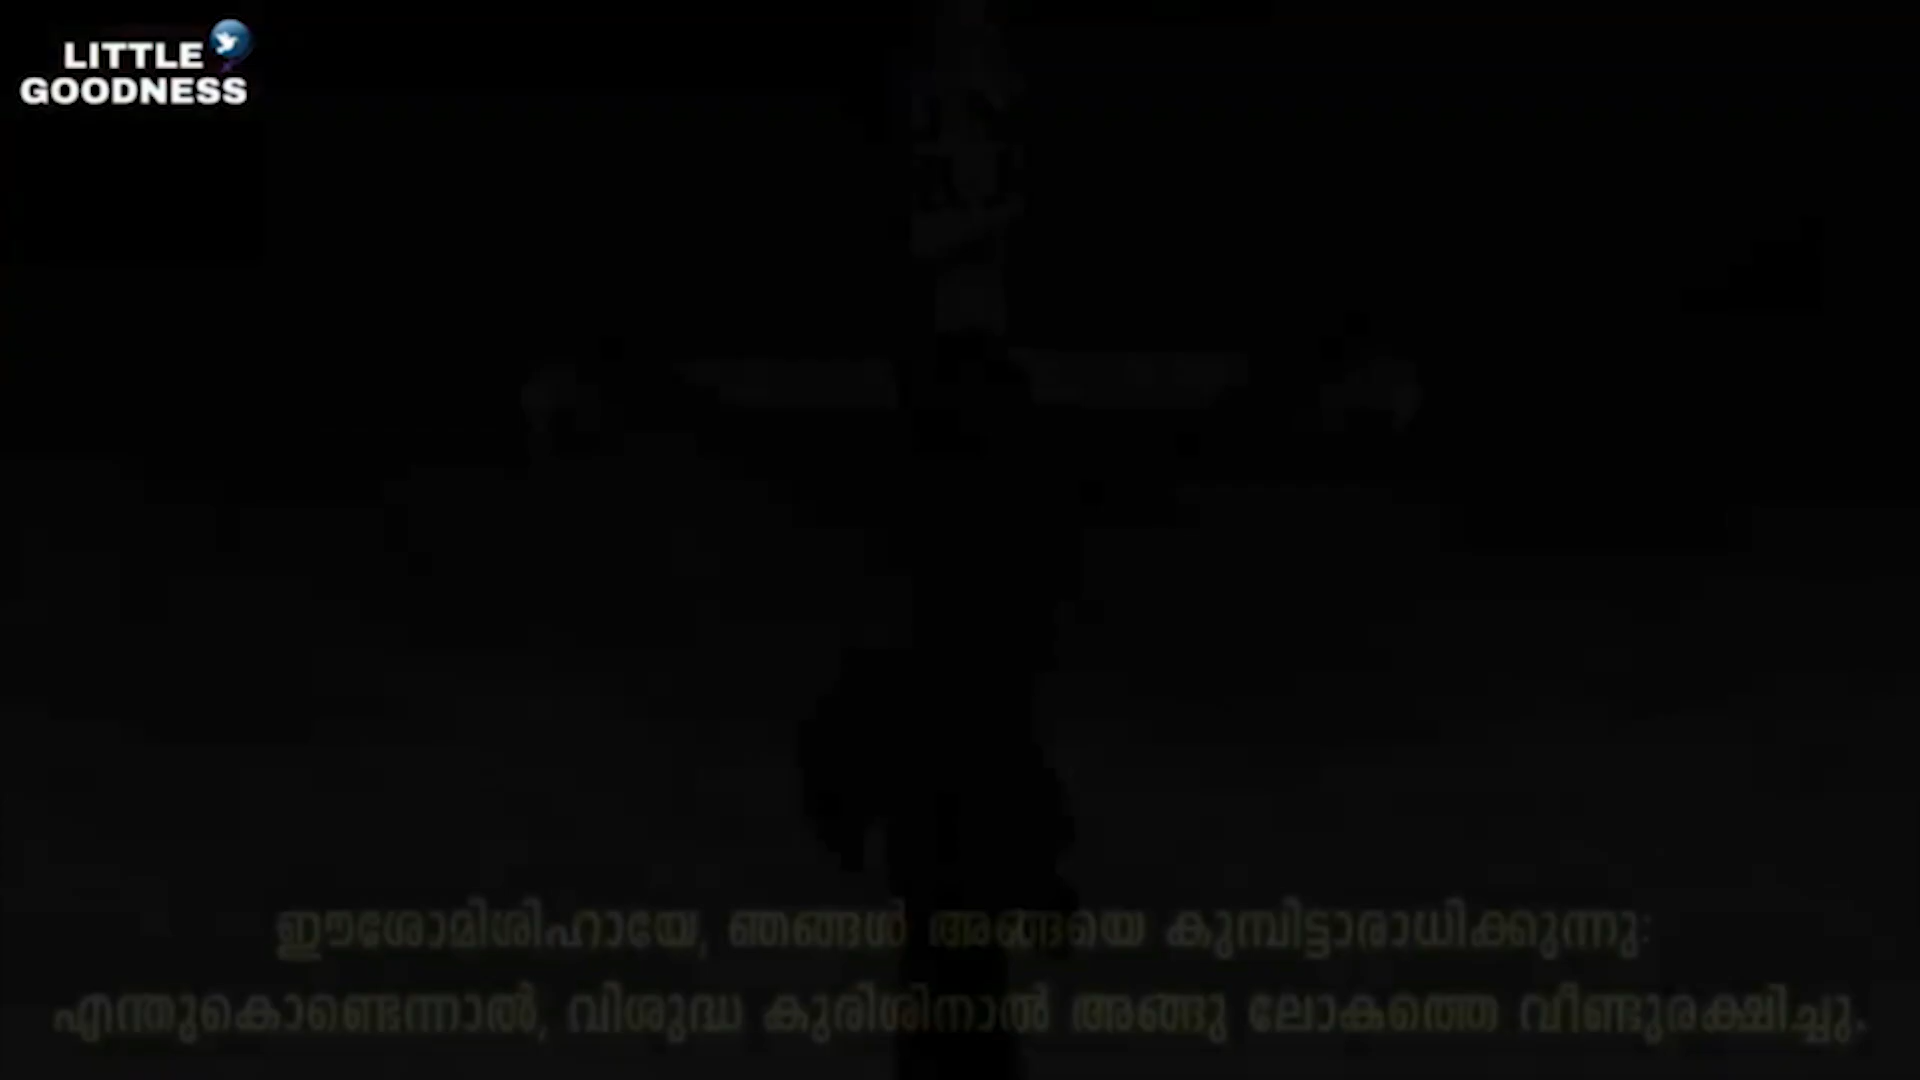 LITTLE
GOODNESS
ഈശോമിശിഹായേ, ഞങ്ങൾ അങ്ങയെ കുമ്പിട്ടാരാധിക്കുന്നു:
എന്തുകൊണ്ടെന്നാൽ, വിശുദ്ധ കുരിശിനാൽ അങ്ങു ലോകത്തെ വീണ്ടുരക്ഷിച്ചു.